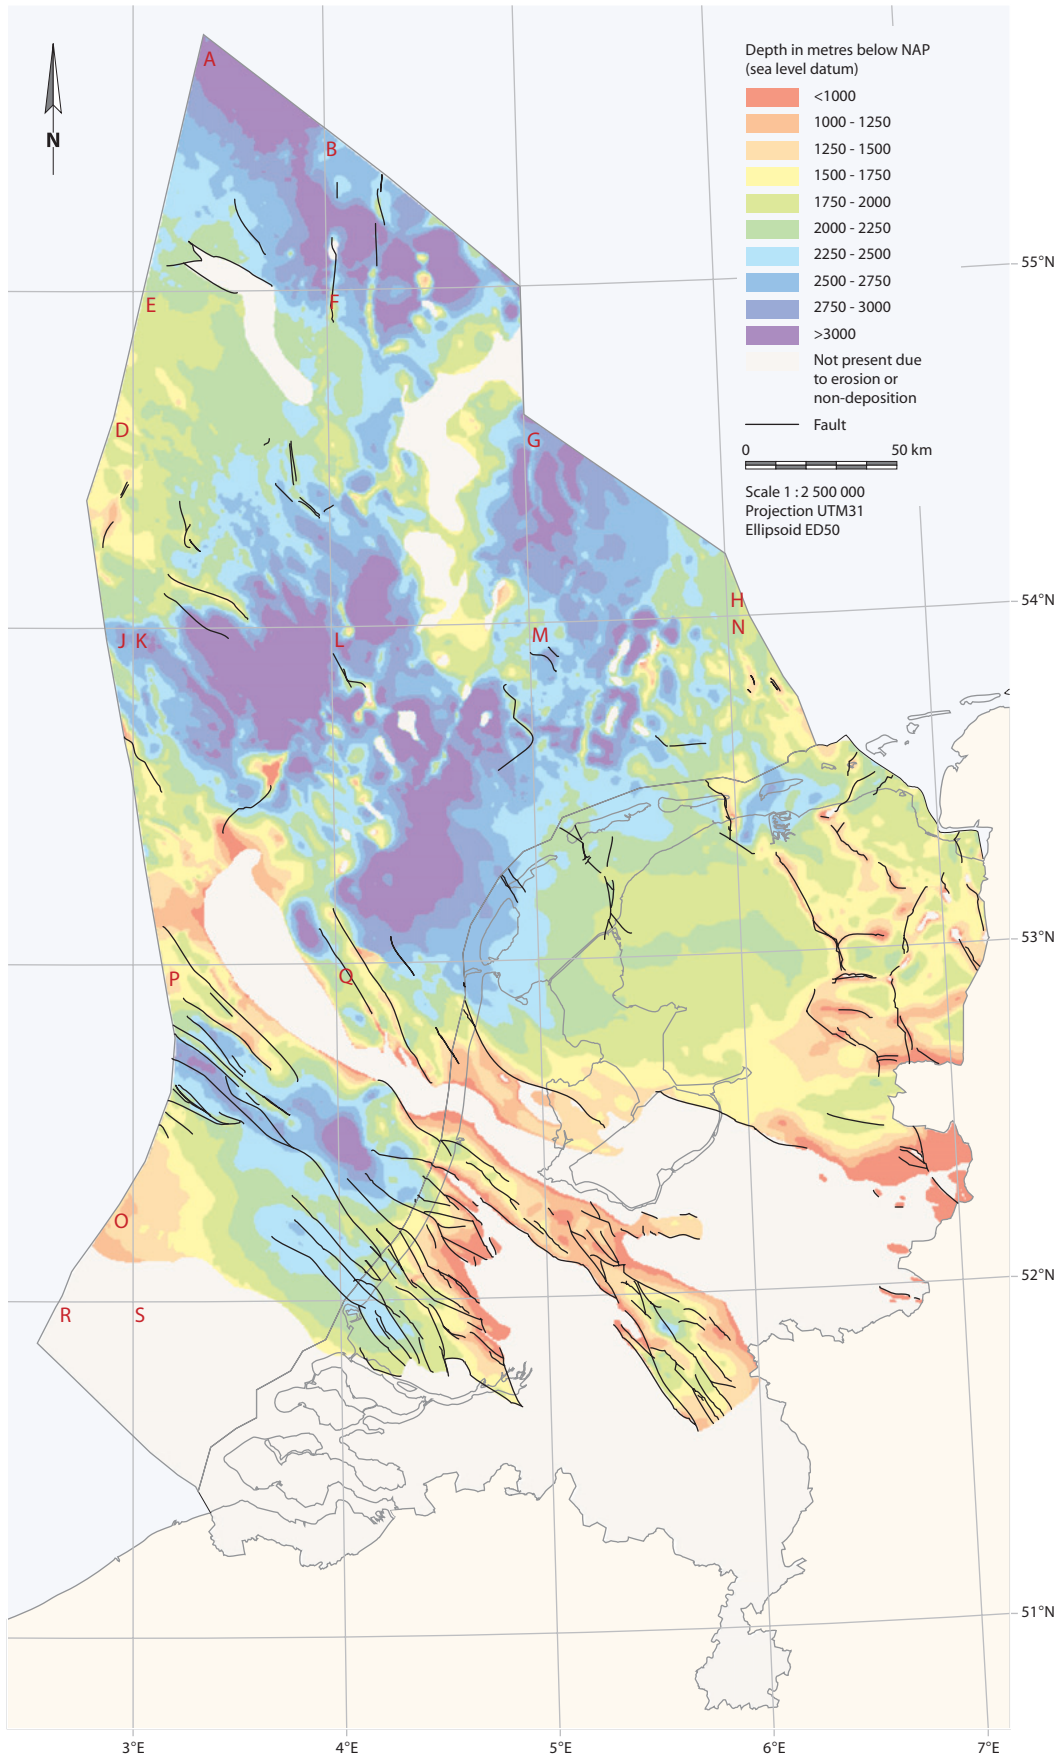 A
Depth in metres below NAP
(sea level datum)
<1000
1000 - 1250
N
B
1250 - 1500
1500 - 1750
1750 - 2000
2000 - 2250
2250 - 2500
55°N
2500 - 2750
E
F
2750 - 3000
>3000
Not present due
to erosion or
non-deposition
Fault
D
G
0
50 km
Scale 1 : 2 500 000
Projection UTM31
Ellipsoid ED50
H
54°N
J
K
L
M
N
53°N
P
Q
O
52°N
R
S
51°N
3°E
4°E
5°E
6°E
7°E